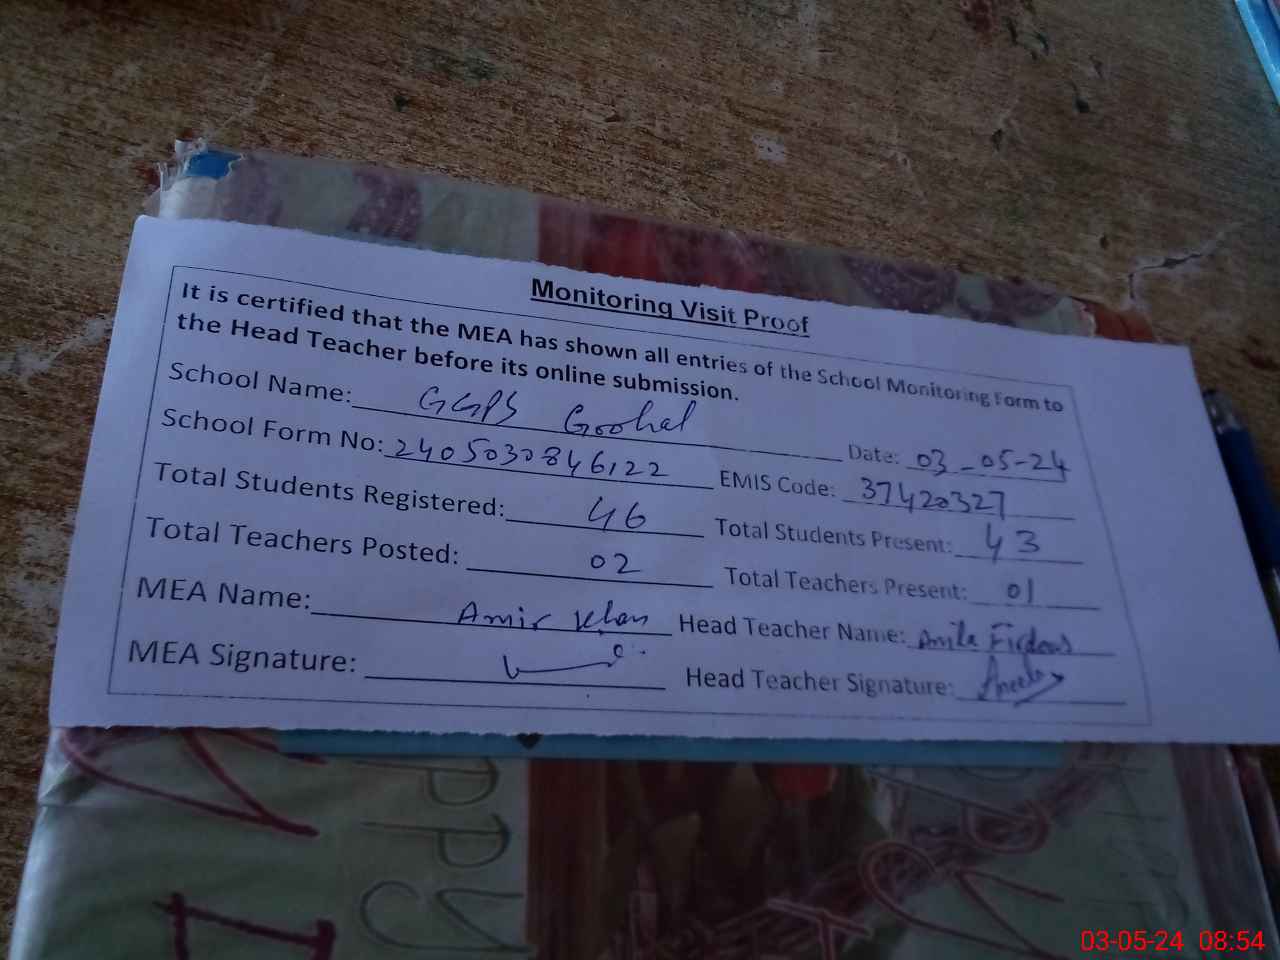 Monitoring Visit Proof
It is certified that the MEA has shown all entries of the School Monitoring Form to
the Head Teacher before its online submission.
School Name: GGPS Goohal Date: 03-05-24
School Form No: 2405030846122 EMIS Code: 37420327
Total Students Registered: 46 Total Students Present: 43
Total Teachers Posted: 02 Total Teachers Present: 01
MEA Name: Amir Khan Head Teacher Name: Anila Firdous
MEA Signature: Head Teacher Signature:
03-05-24 08:54